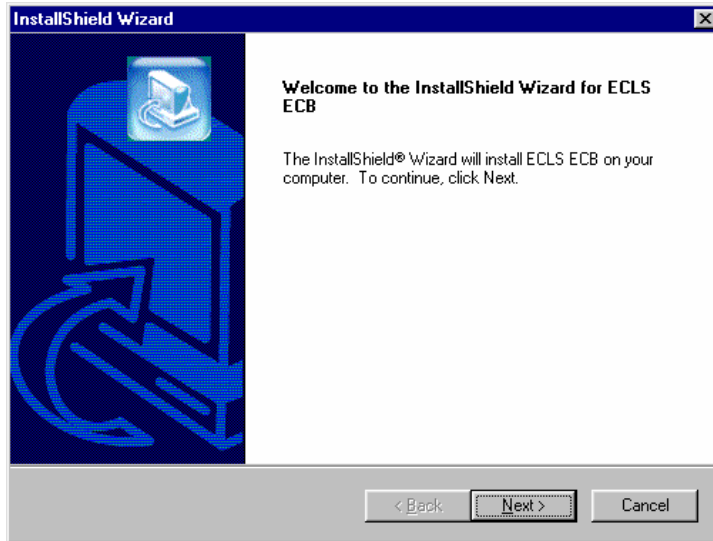 InstallShield Wizard
Welcome to the InstallShield Wizard for ECLS
ECB
The InstallShield® Wizard will install ECLS ECB on your
computer. To continue, click Next.
< Back
Next >
Cancel